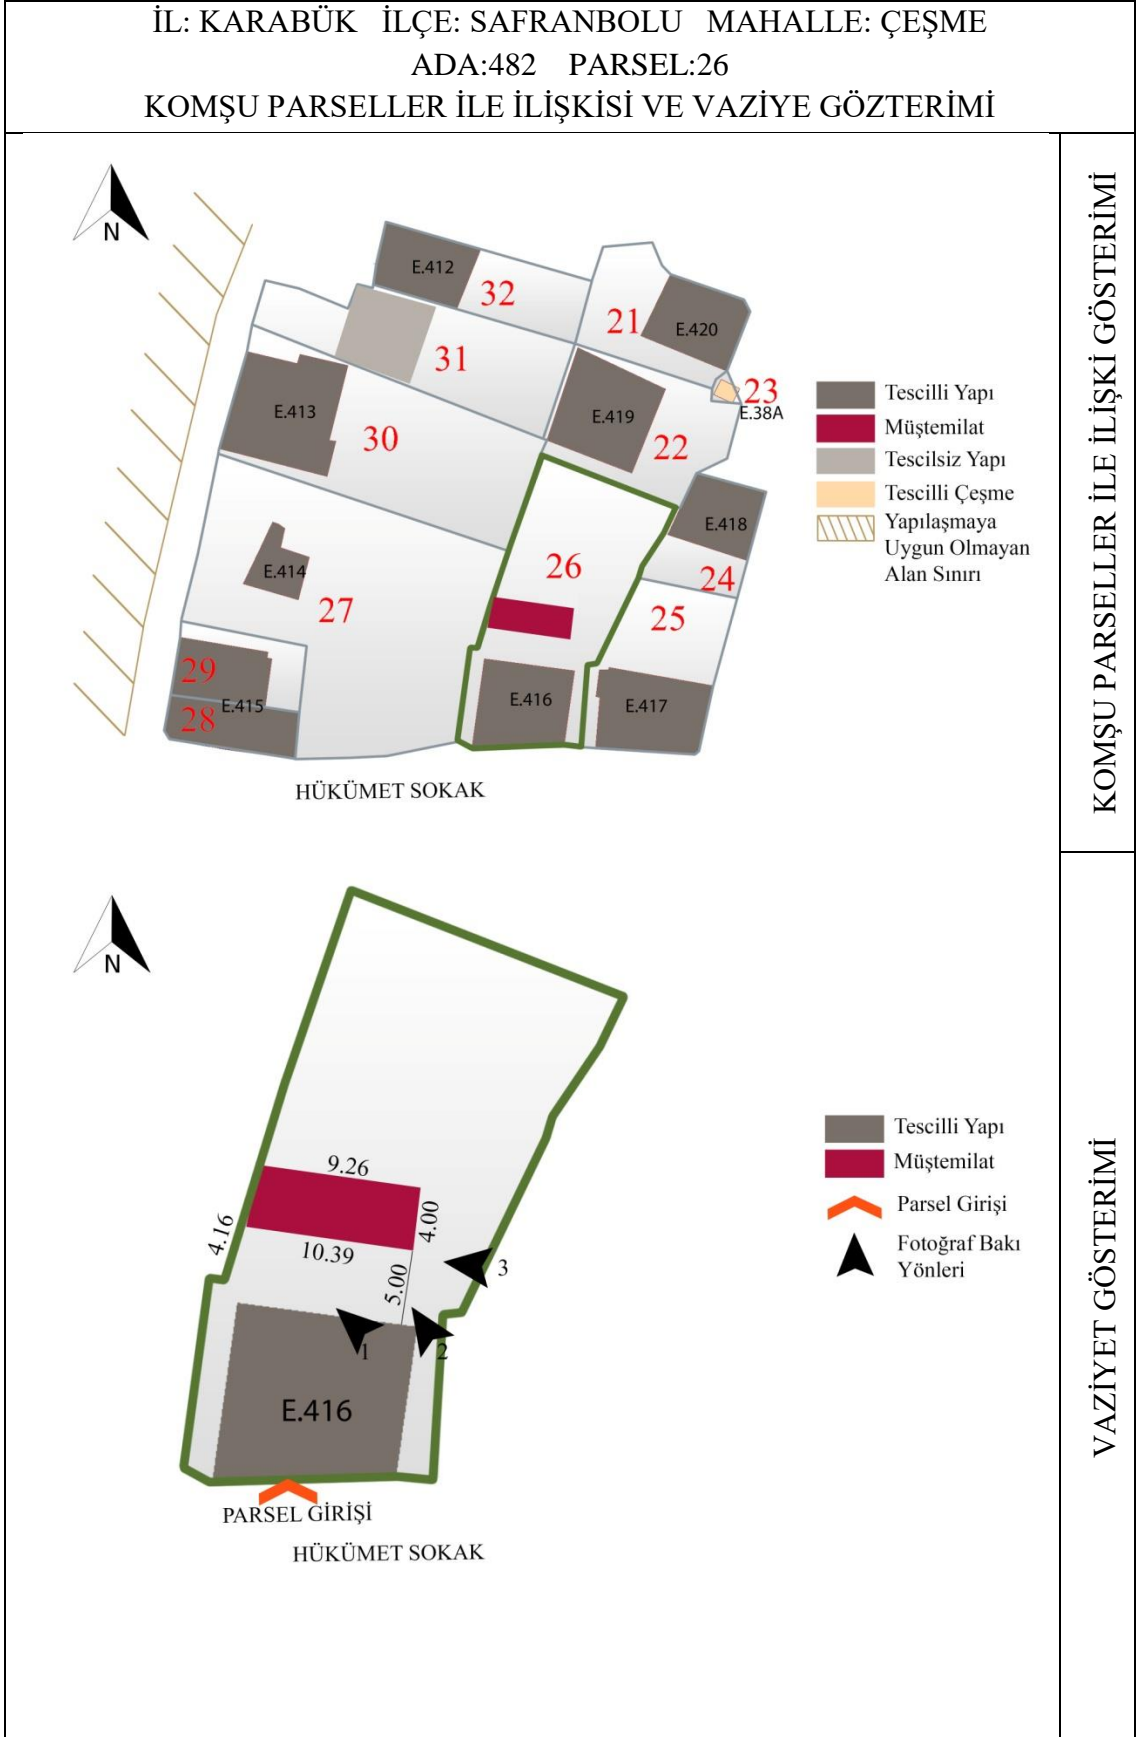 İL: KARABÜK İLÇE: SAFRANBOLU MAHALLE: ÇEŞME
ADA:482 PARSEL:26
KOMŞU PARSELLER İLE İLİŞKİSİ VE VAZİYE GÖZTERİMİ
N
E.412
32
21
E.420
31
23
E.38A
E.413
30
E.419
22
E.418
24
26
25
E.414
27
29
E.415
28
E.416
E.417
HÜKÜMET SOKAK
Tescilli Yapı
Müştemilat
Tescilsiz Yapı
Tescilli Çeşme
Yapılaşmaya
Uygun Olmayan
Alan Sınırı
KOMŞU PARSELLER İLE İLİŞKİ GÖSTERİMİ
N
9.26
4.16
10.39
4.00
5.00
3
1
2
E.416
PARSEL GİRİŞİ
HÜKÜMET SOKAK
Tescilli Yapı
Müştemilat
Parsel Girişi
Fotoğraf Bakı
Yönleri
VAZİYET GÖSTERİMİ